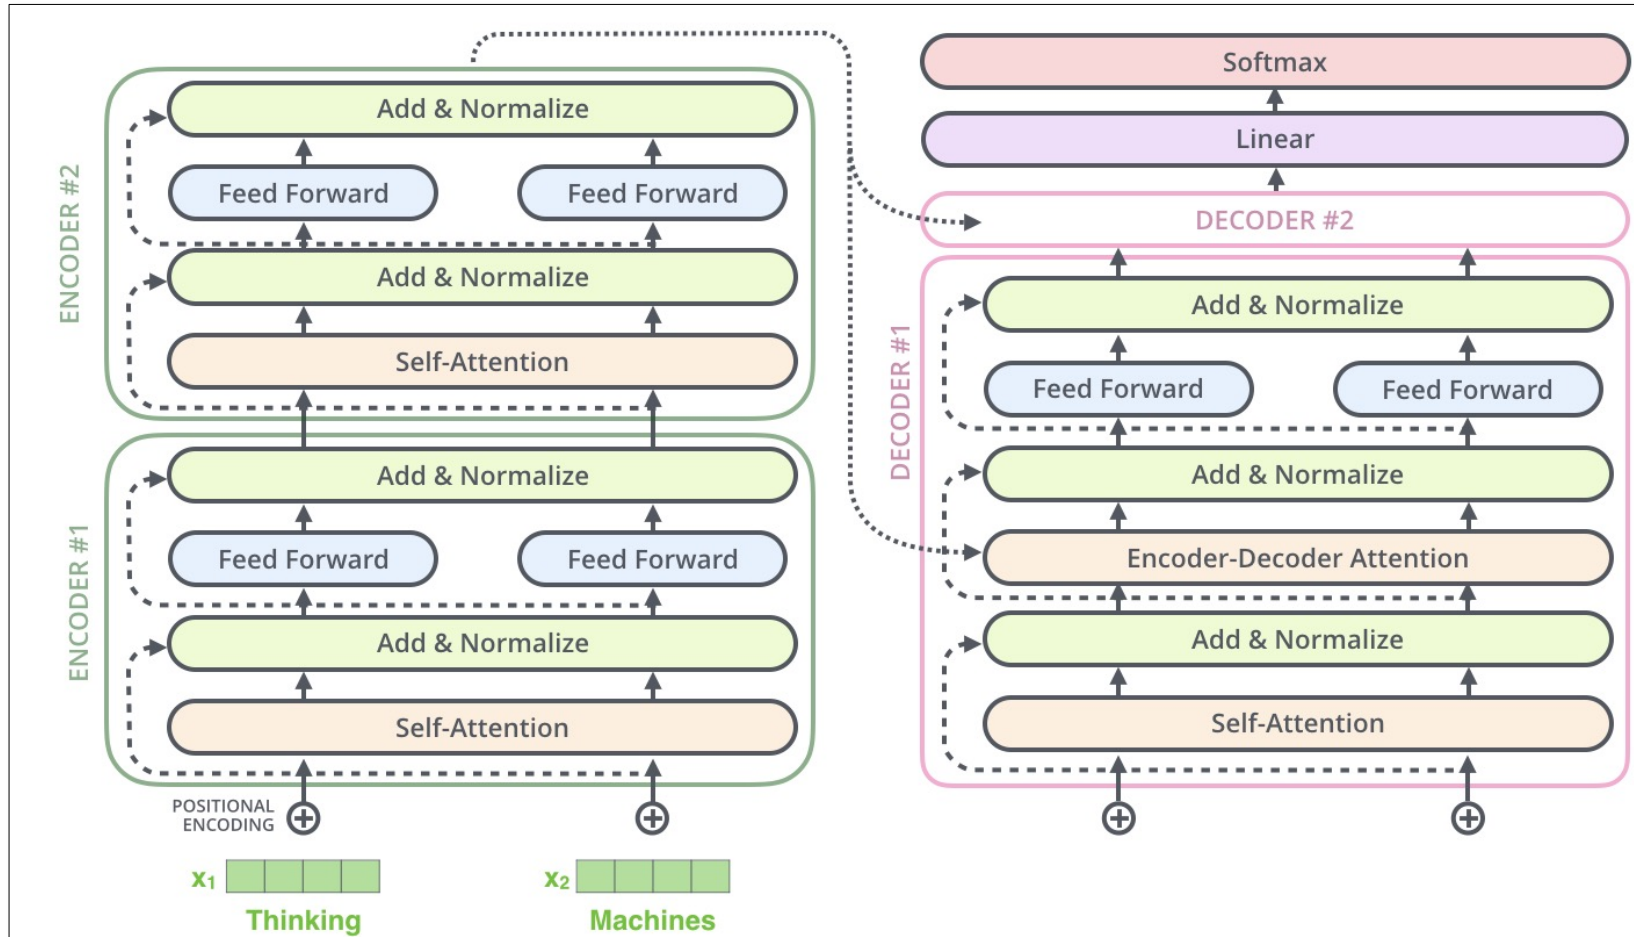 ENCODER #2
Add & Normalize
Feed Forward
Feed Forward
Add & Normalize
Self-Attention
ENCODER #1
Add & Normalize
Feed Forward
Feed Forward
Add & Normalize
Self-Attention
POSITIONAL
ENCODING
x₁
x₂
Thinking
Machines
Softmax
Linear
DECODER #2
DECODER #1
Add & Normalize
Feed Forward
Feed Forward
Add & Normalize
Encoder-Decoder Attention
Add & Normalize
Self-Attention